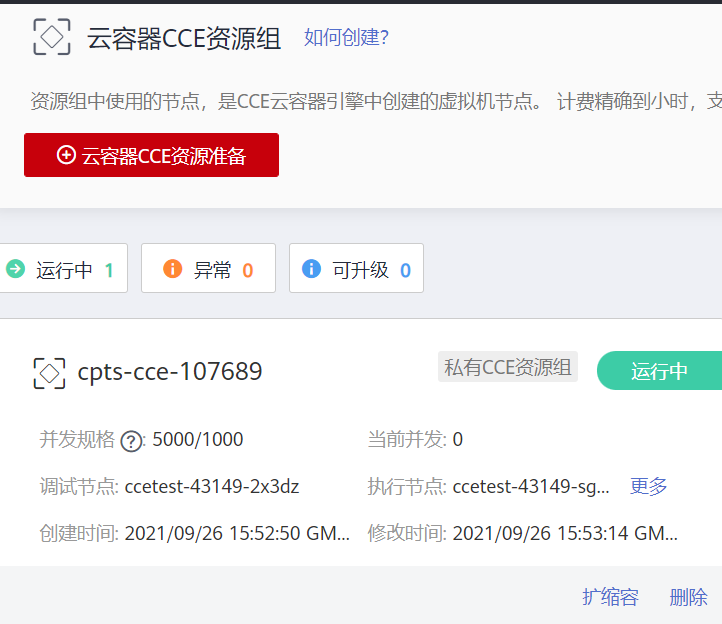 云容器CCE资源组 如何创建?
资源组中使用的节点，是CCE云容器引擎中创建的虚拟机节点。 计费精确到小时，支
云容器CCE资源准备
运行中 1 异常 0 可升级 0
cpts-cce-107689 私有CCE资源组 运行中
并发规格 ?: 5000/1000 当前并发: 0
调试节点: ccetest-43149-2x3dz 执行节点: ccetest-43149-sg... 更多
创建时间: 2021/09/26 15:52:50 GM... 修改时间: 2021/09/26 15:53:14 GM...
扩缩容 删除